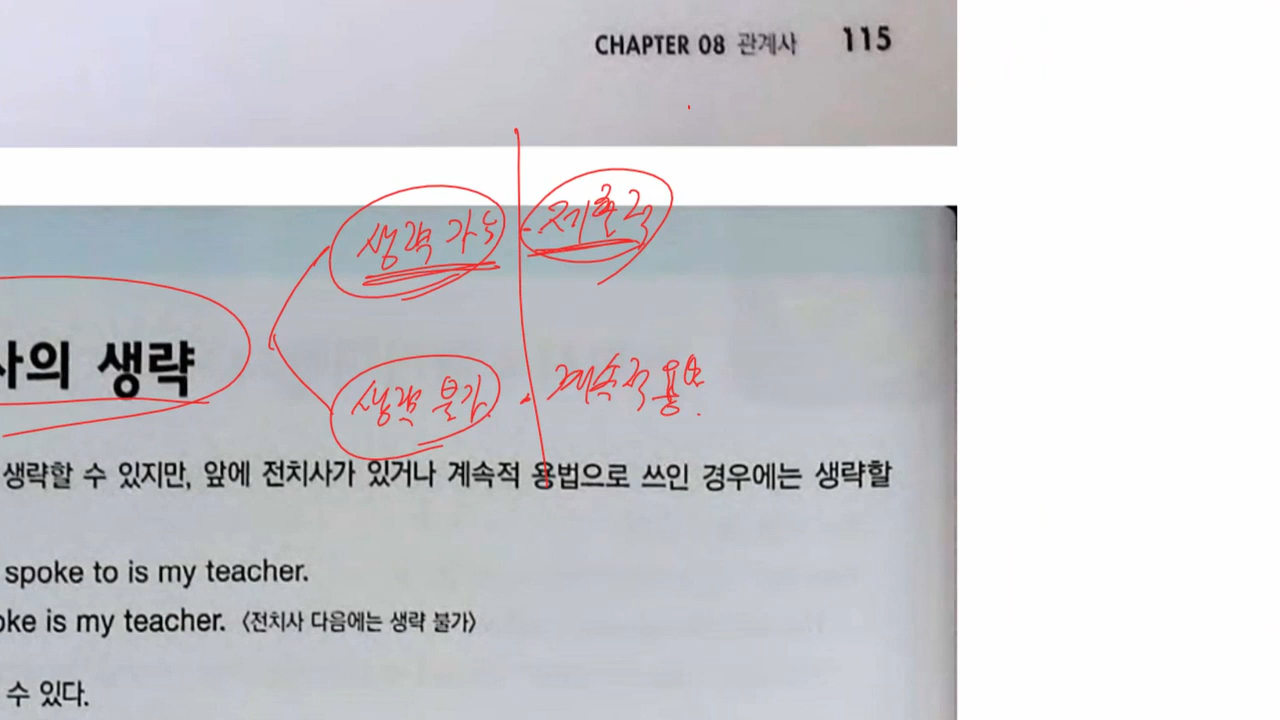 CHAPTER 08 관계사 115
생략 가능 제한적
사의 생략
생략 불가 계속적 용법
생략할 수 있지만, 앞에 전치사가 있거나 계속적 용법으로 쓰인 경우에는 생략할
spoke to is my teacher.
oke is my teacher. 〈전치사 다음에는 생략 불가〉
수 있다.